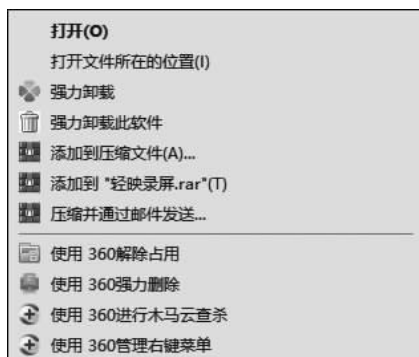 打开(O)
打开文件所在的位置(I)
强力卸载
强力卸载此软件
添加到压缩文件(A)...
添加到 "轻映录屏.rar"(T)
压缩并通过邮件发送...
使用 360解除占用
使用 360强力删除
使用 360进行木马云查杀
使用 360管理右键菜单